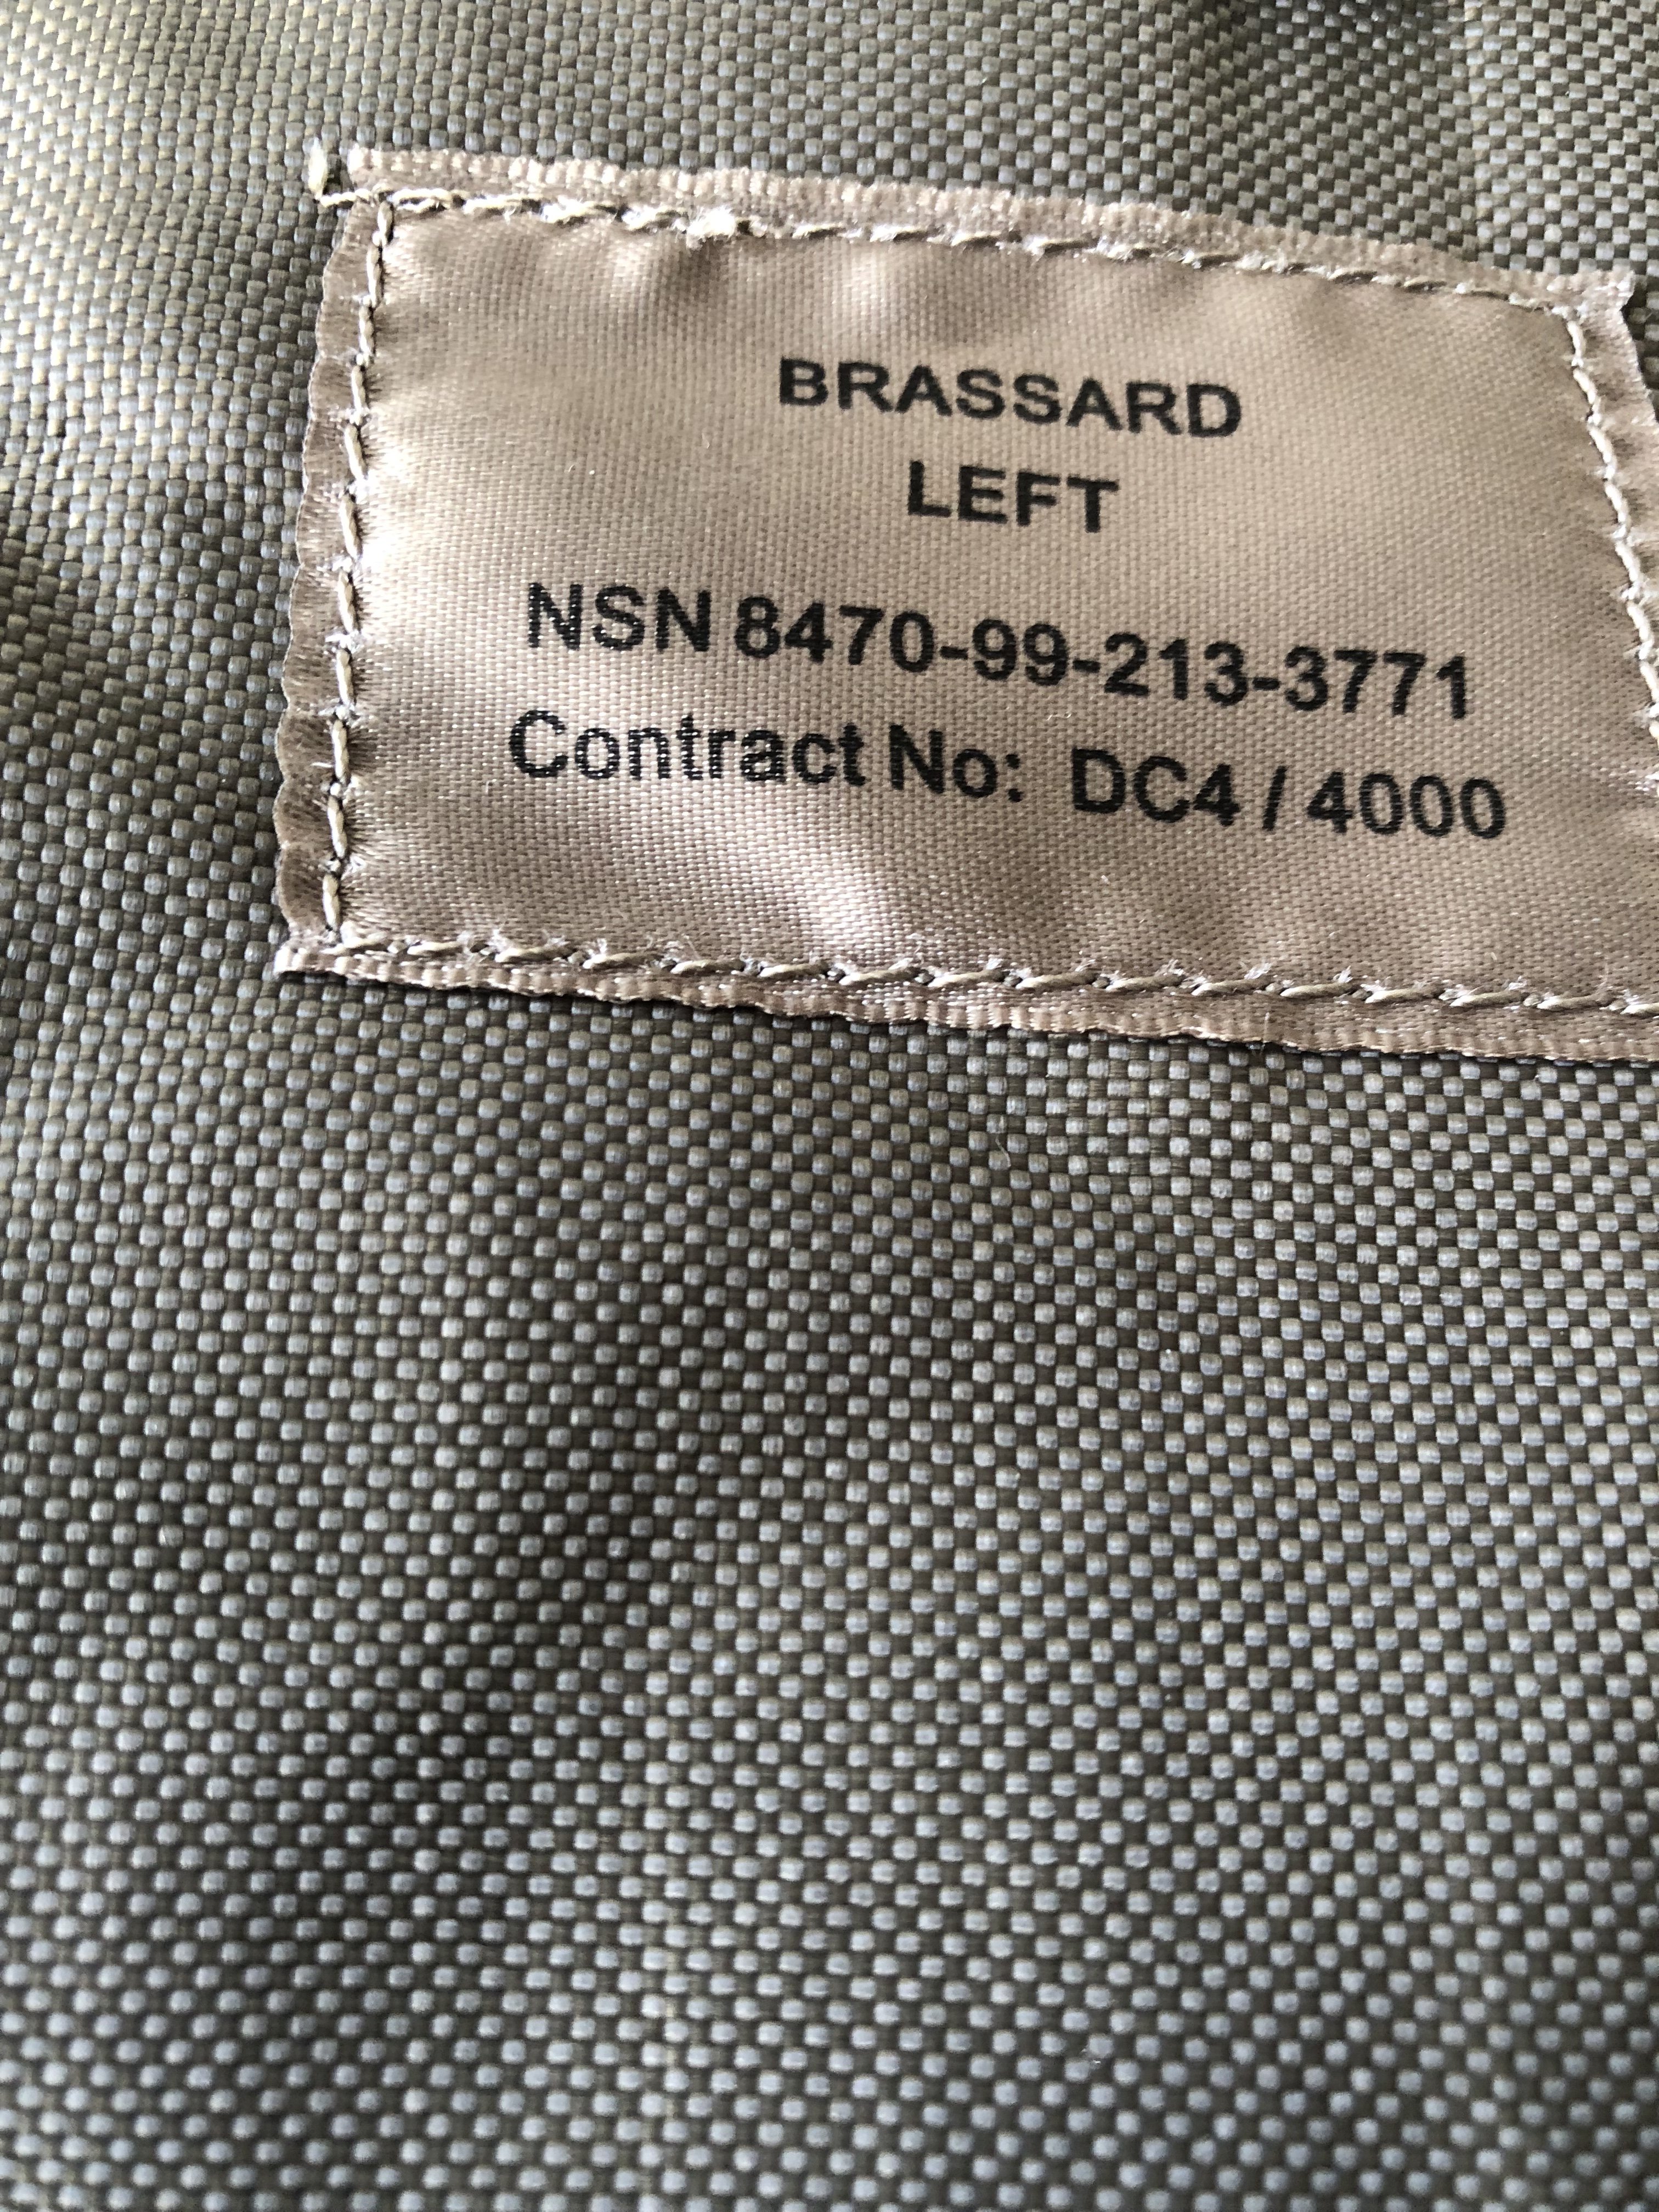 BRASSARD
LEFT
NSN 8470-99-213-3771
Contract No: DC4 / 4000